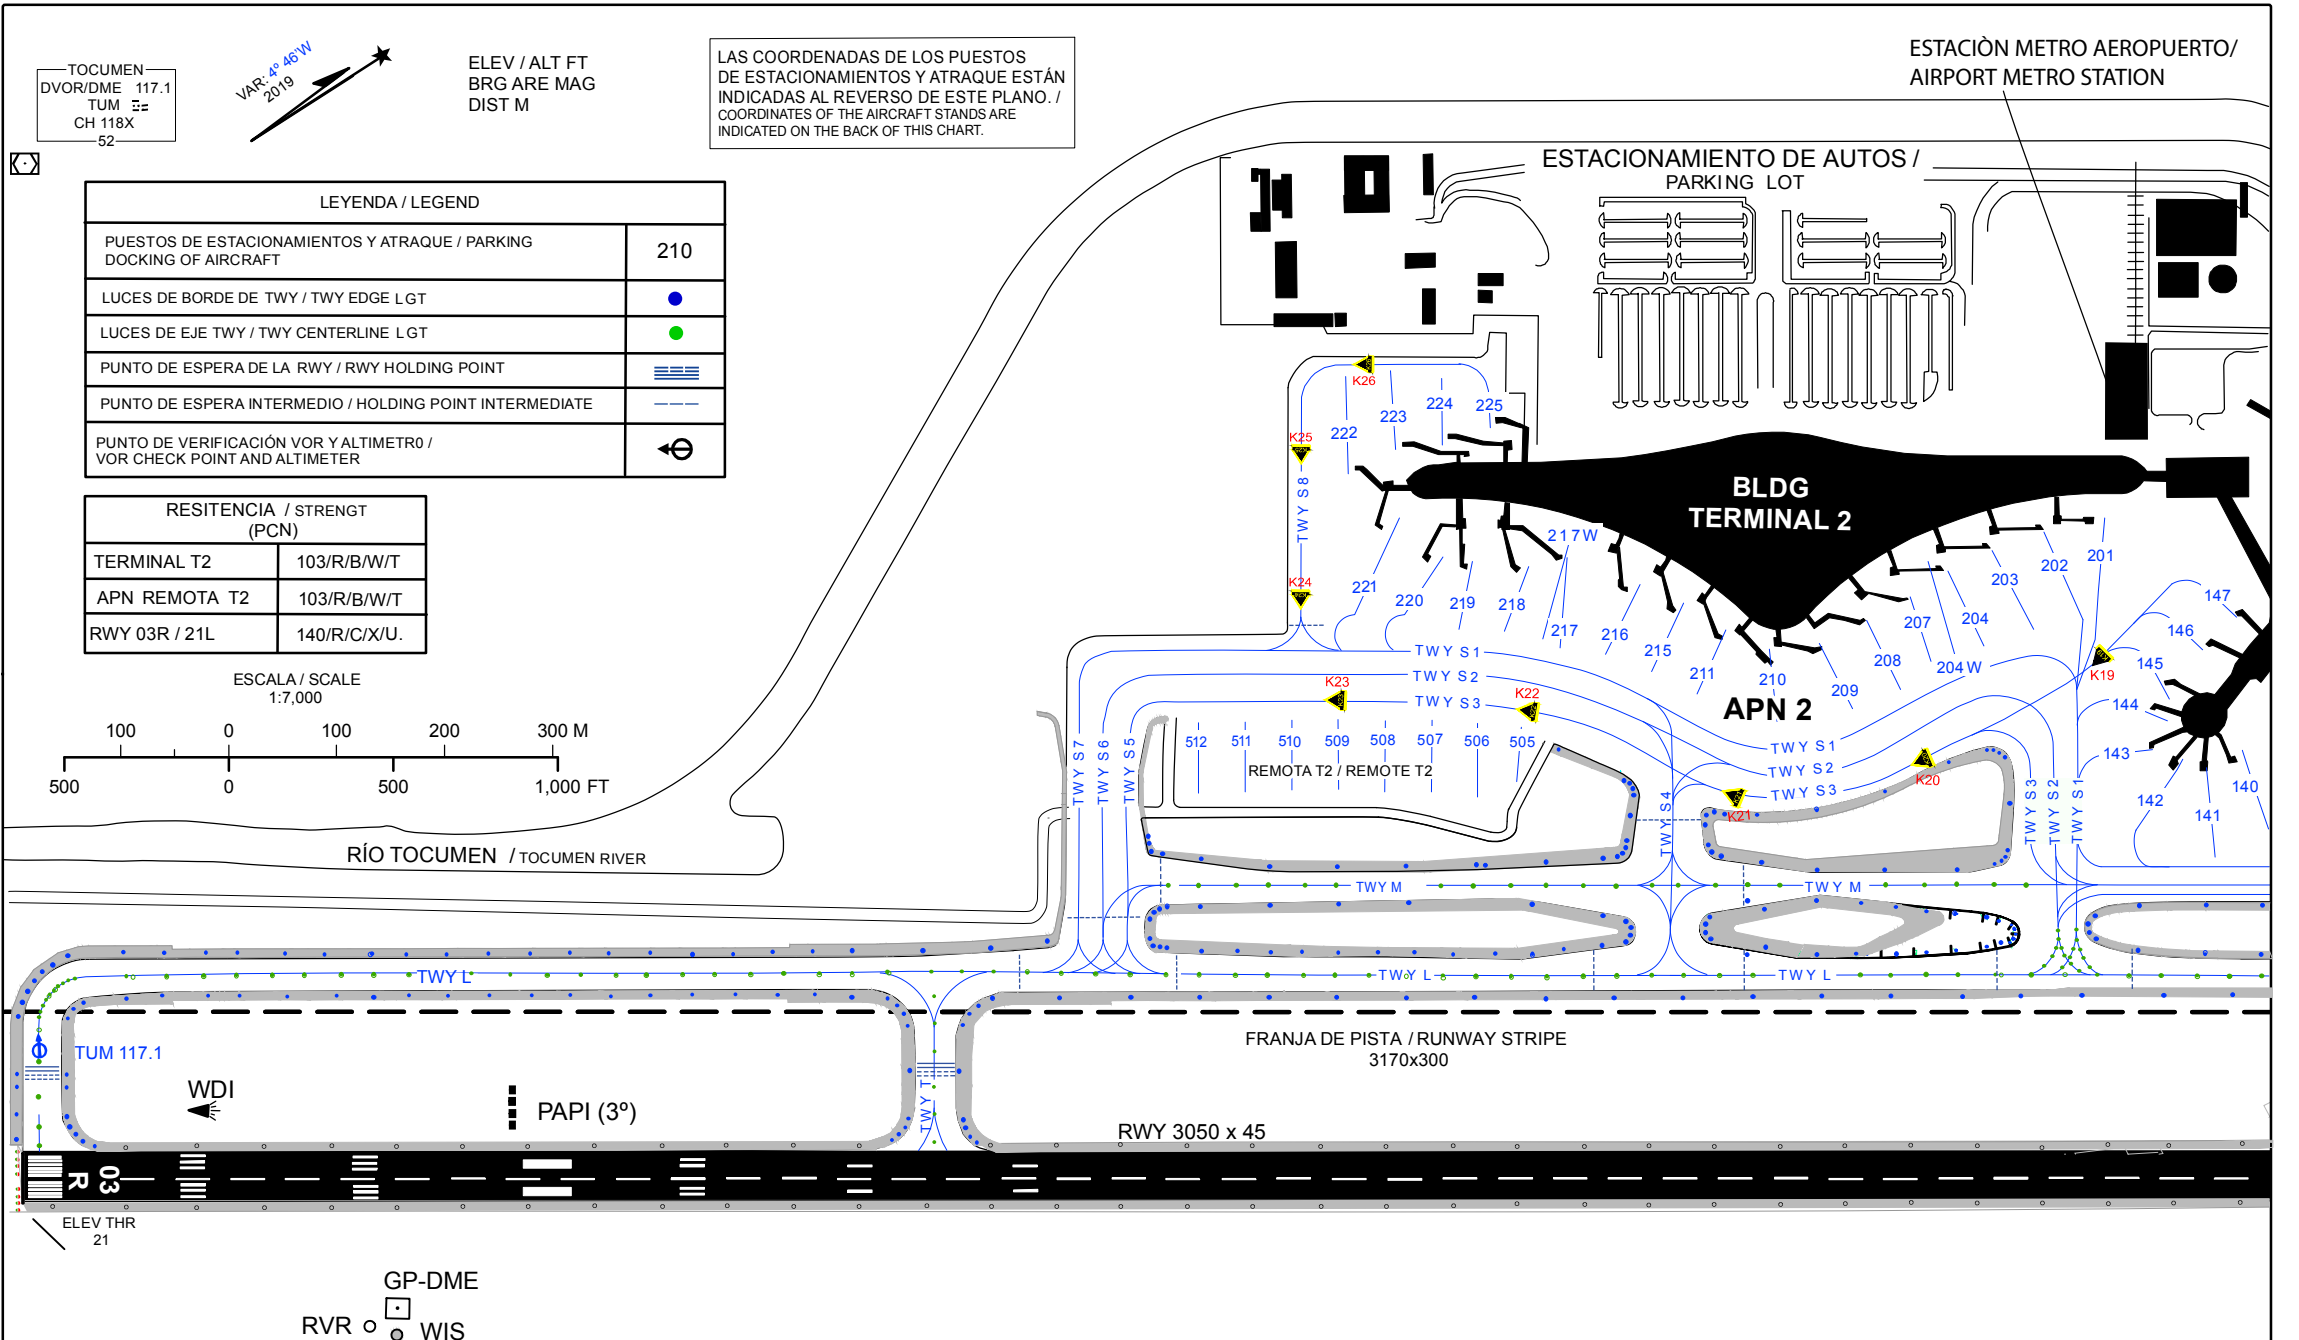 TOCUMEN
DVOR/DME 117.1
TUM
CH 118X
52
VAR: 4º 46'W
2019
ELEV / ALT FT
BRG ARE MAG
DIST M
LAS COORDENADAS DE LOS PUESTOS
DE ESTACIONAMIENTOS Y ATRAQUE ESTÁN
INDICADAS AL REVERSO DE ESTE PLANO. /
COORDINATES OF THE AIRCRAFT STANDS ARE
INDICATED ON THE BACK OF THIS CHART.
ESTACIÒN METRO AEROPUERTO/
AIRPORT METRO STATION
ESTACIONAMIENTO DE AUTOS /
PARKING LOT
LEYENDA / LEGEND
PUESTOS DE ESTACIONAMIENTOS Y ATRAQUE / PARKING
DOCKING OF AIRCRAFT
210
LUCES DE BORDE DE TWY / TWY EDGE LGT
LUCES DE EJE TWY / TWY CENTERLINE LGT
PUNTO DE ESPERA DE LA RWY / RWY HOLDING POINT
PUNTO DE ESPERA INTERMEDIO / HOLDING POINT INTERMEDIATE
PUNTO DE VERIFICACIÓN VOR Y ALTIMETR0 /
VOR CHECK POINT AND ALTIMETER
RESITENCIA / STRENGT
(PCN)
TERMINAL T2 103/R/B/W/T
APN REMOTA T2 103/R/B/W/T
RWY 03R / 21L 140/R/C/X/U.
ESCALA / SCALE
1:7,000
100 0 100 200 300 M
500 0 500 1,000 FT
RÍO TOCUMEN / TOCUMEN RIVER
K26
K25
K24
222
223
224
225
TWY S8
BLDG
TERMINAL 2
221
220
219
218
217W
217
216
215
211
210
209
208
207
204W
204
203
202
201
147
146
145
144
143
142
141
140
K19
APN 2
TWY S1
TWY S2
TWY S3
K23
K22
512
511
510
509
508
507
506
505
REMOTA T2 / REMOTE T2
TWY S7
TWY S6
TWY S5
TWY S4
TWY S1
TWY S2
TWY S3
K20
K21
TWY S3
TWY S2
TWY S1
TWY M
TWY M
TWY L
TWY L
TWY L
TUM 117.1
WDI
PAPI (3º)
TWY T
FRANJA DE PISTA / RUNWAY STRIPE
3170x300
RWY 3050 x 45
03
R
ELEV THR
21
GP-DME
RVR
WIS